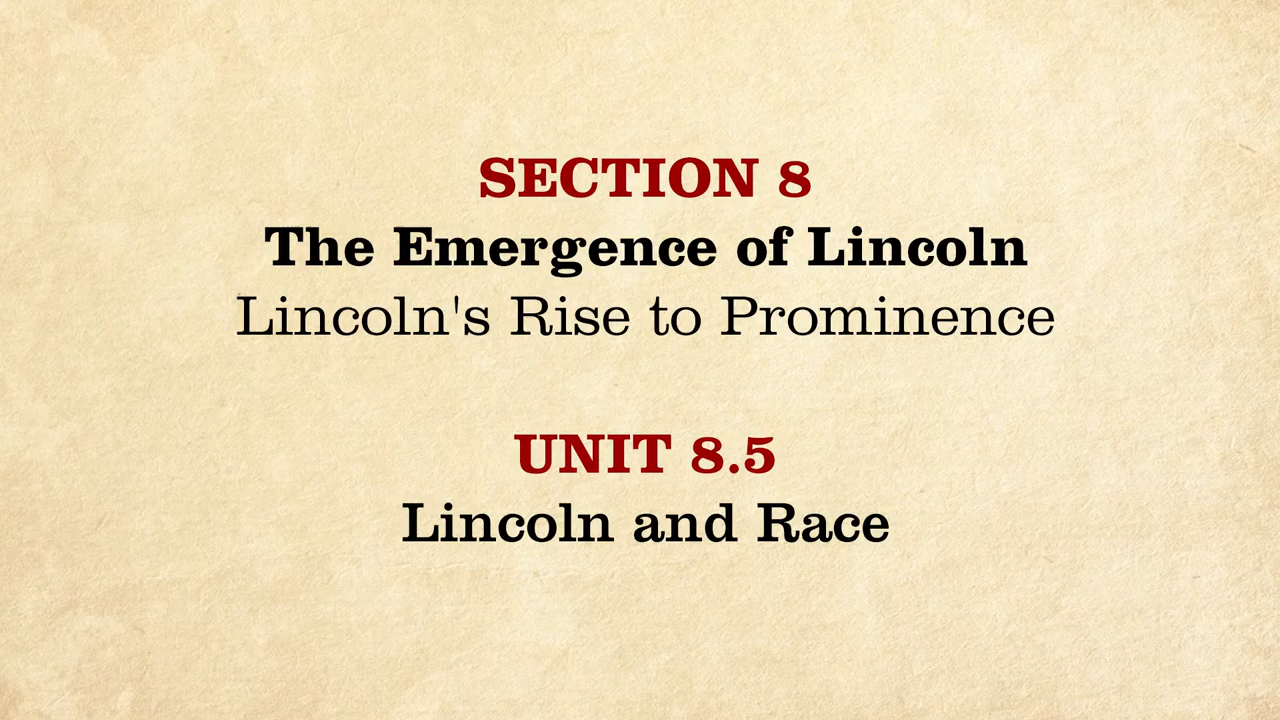 SECTION 8
The Emergence of Lincoln
Lincoln's Rise to Prominence
UNIT 8.5
Lincoln and Race